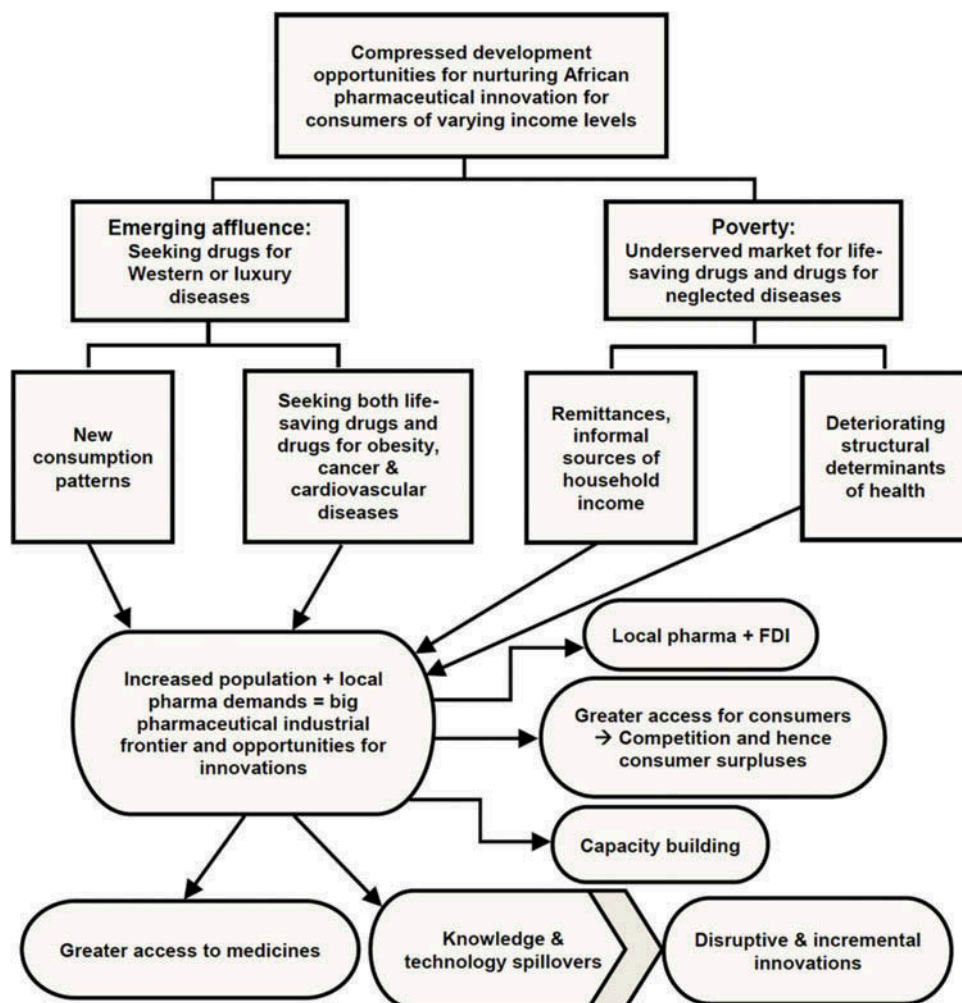 Compressed development
opportunities for nurturing African
pharmaceutical innovation for
consumers of varying income levels
Emerging affluence:
Seeking drugs for
Western or luxury
diseases
Poverty:
Underserved market for life-
saving drugs and drugs for
neglected diseases
New
consumption
patterns
Seeking both life-
saving drugs and
drugs for obesity,
cancer &
cardiovascular
diseases
Remittances,
informal
sources of
household
income
Deteriorating
structural
determinants
of health
Increased population + local
pharma demands = big
pharmaceutical industrial
frontier and opportunities for
innovations
Local pharma + FDI
Greater access for consumers
→ Competition and hence
consumer surpluses
Capacity building
Greater access to medicines
Knowledge &
technology spillovers
Disruptive & incremental
innovations